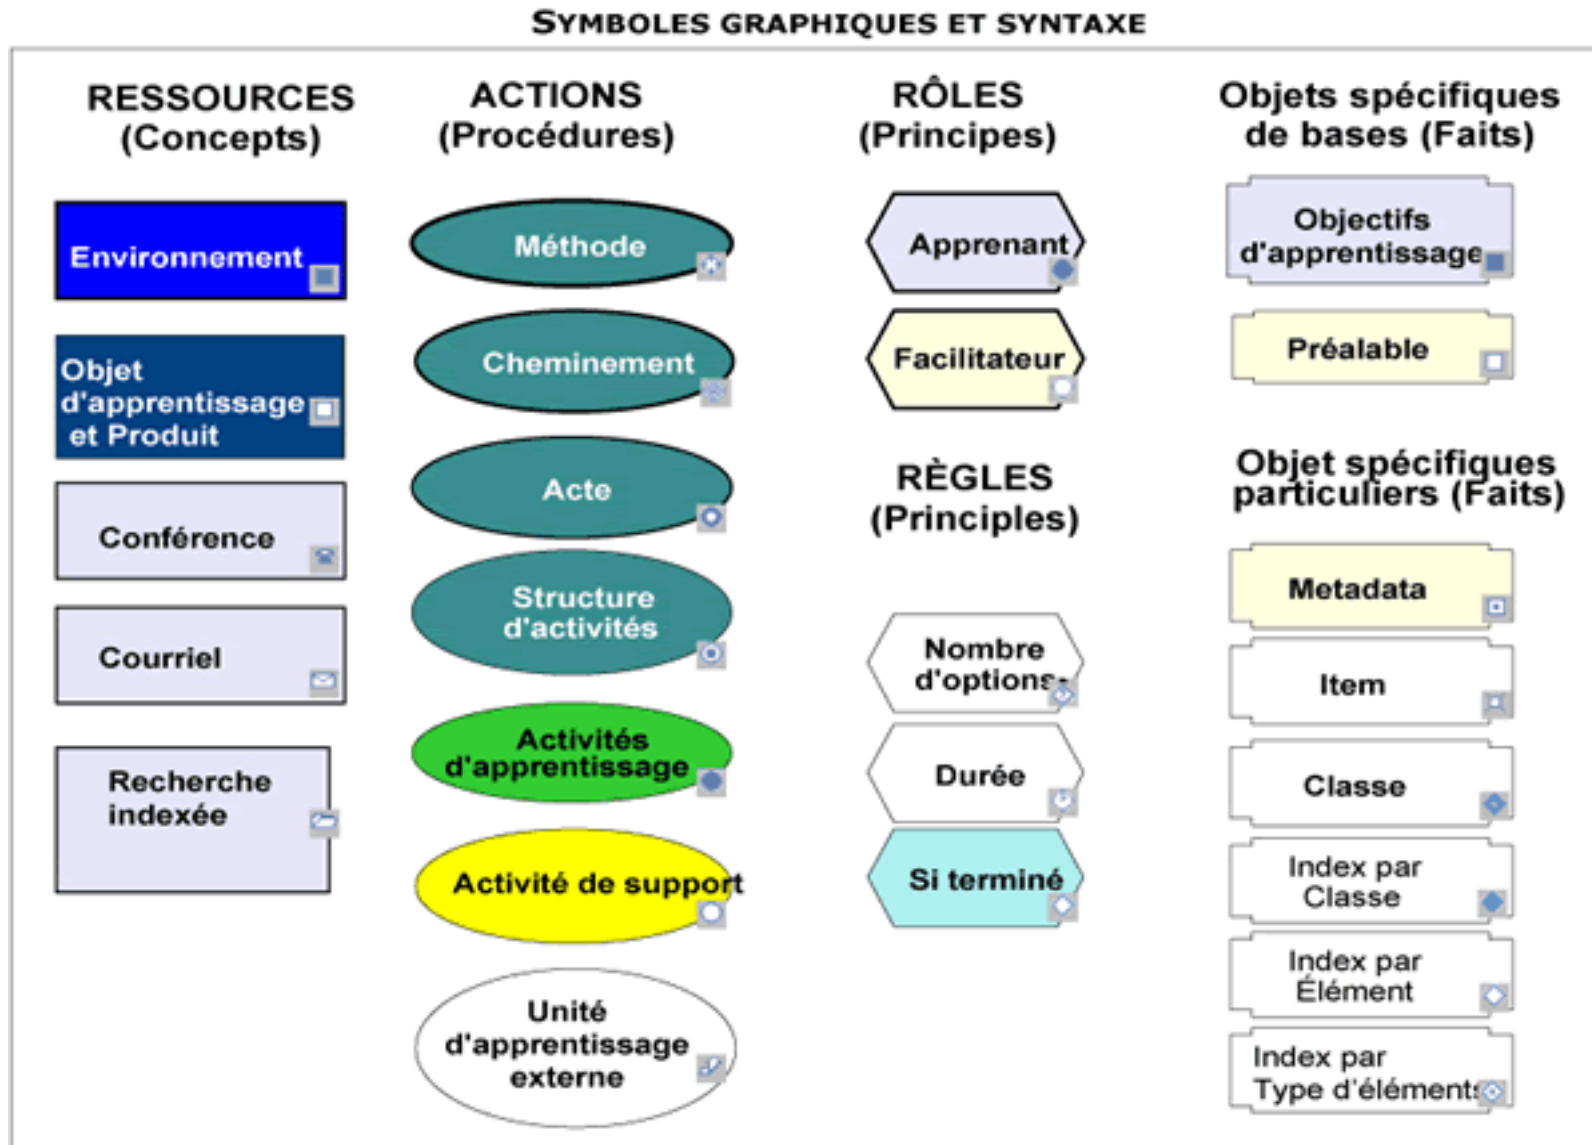 SYMBOLES GRAPHIQUES ET SYNTAXE
RESSOURCES
(Concepts)
Environnement
Objet
d'apprentissage
et Produit
Conférence
Courriel
Recherche
indexée
ACTIONS
(Procédures)
Méthode
Cheminement
Acte
Structure
d'activités
Activités
d'apprentissage
Activité de support
Unité
d'apprentissage
externe
RÔLES
(Principes)
Apprenant
Facilitateur
RÈGLES
(Principles)
Nombre
d'options
Durée
Si terminé
Objets spécifiques
de bases (Faits)
Objectifs
d'apprentissage
Préalable
Objet spécifiques
particuliers (Faits)
Metadata
Item
Classe
Index par
Classe
Index par
Élément
Index par
Type d'éléments